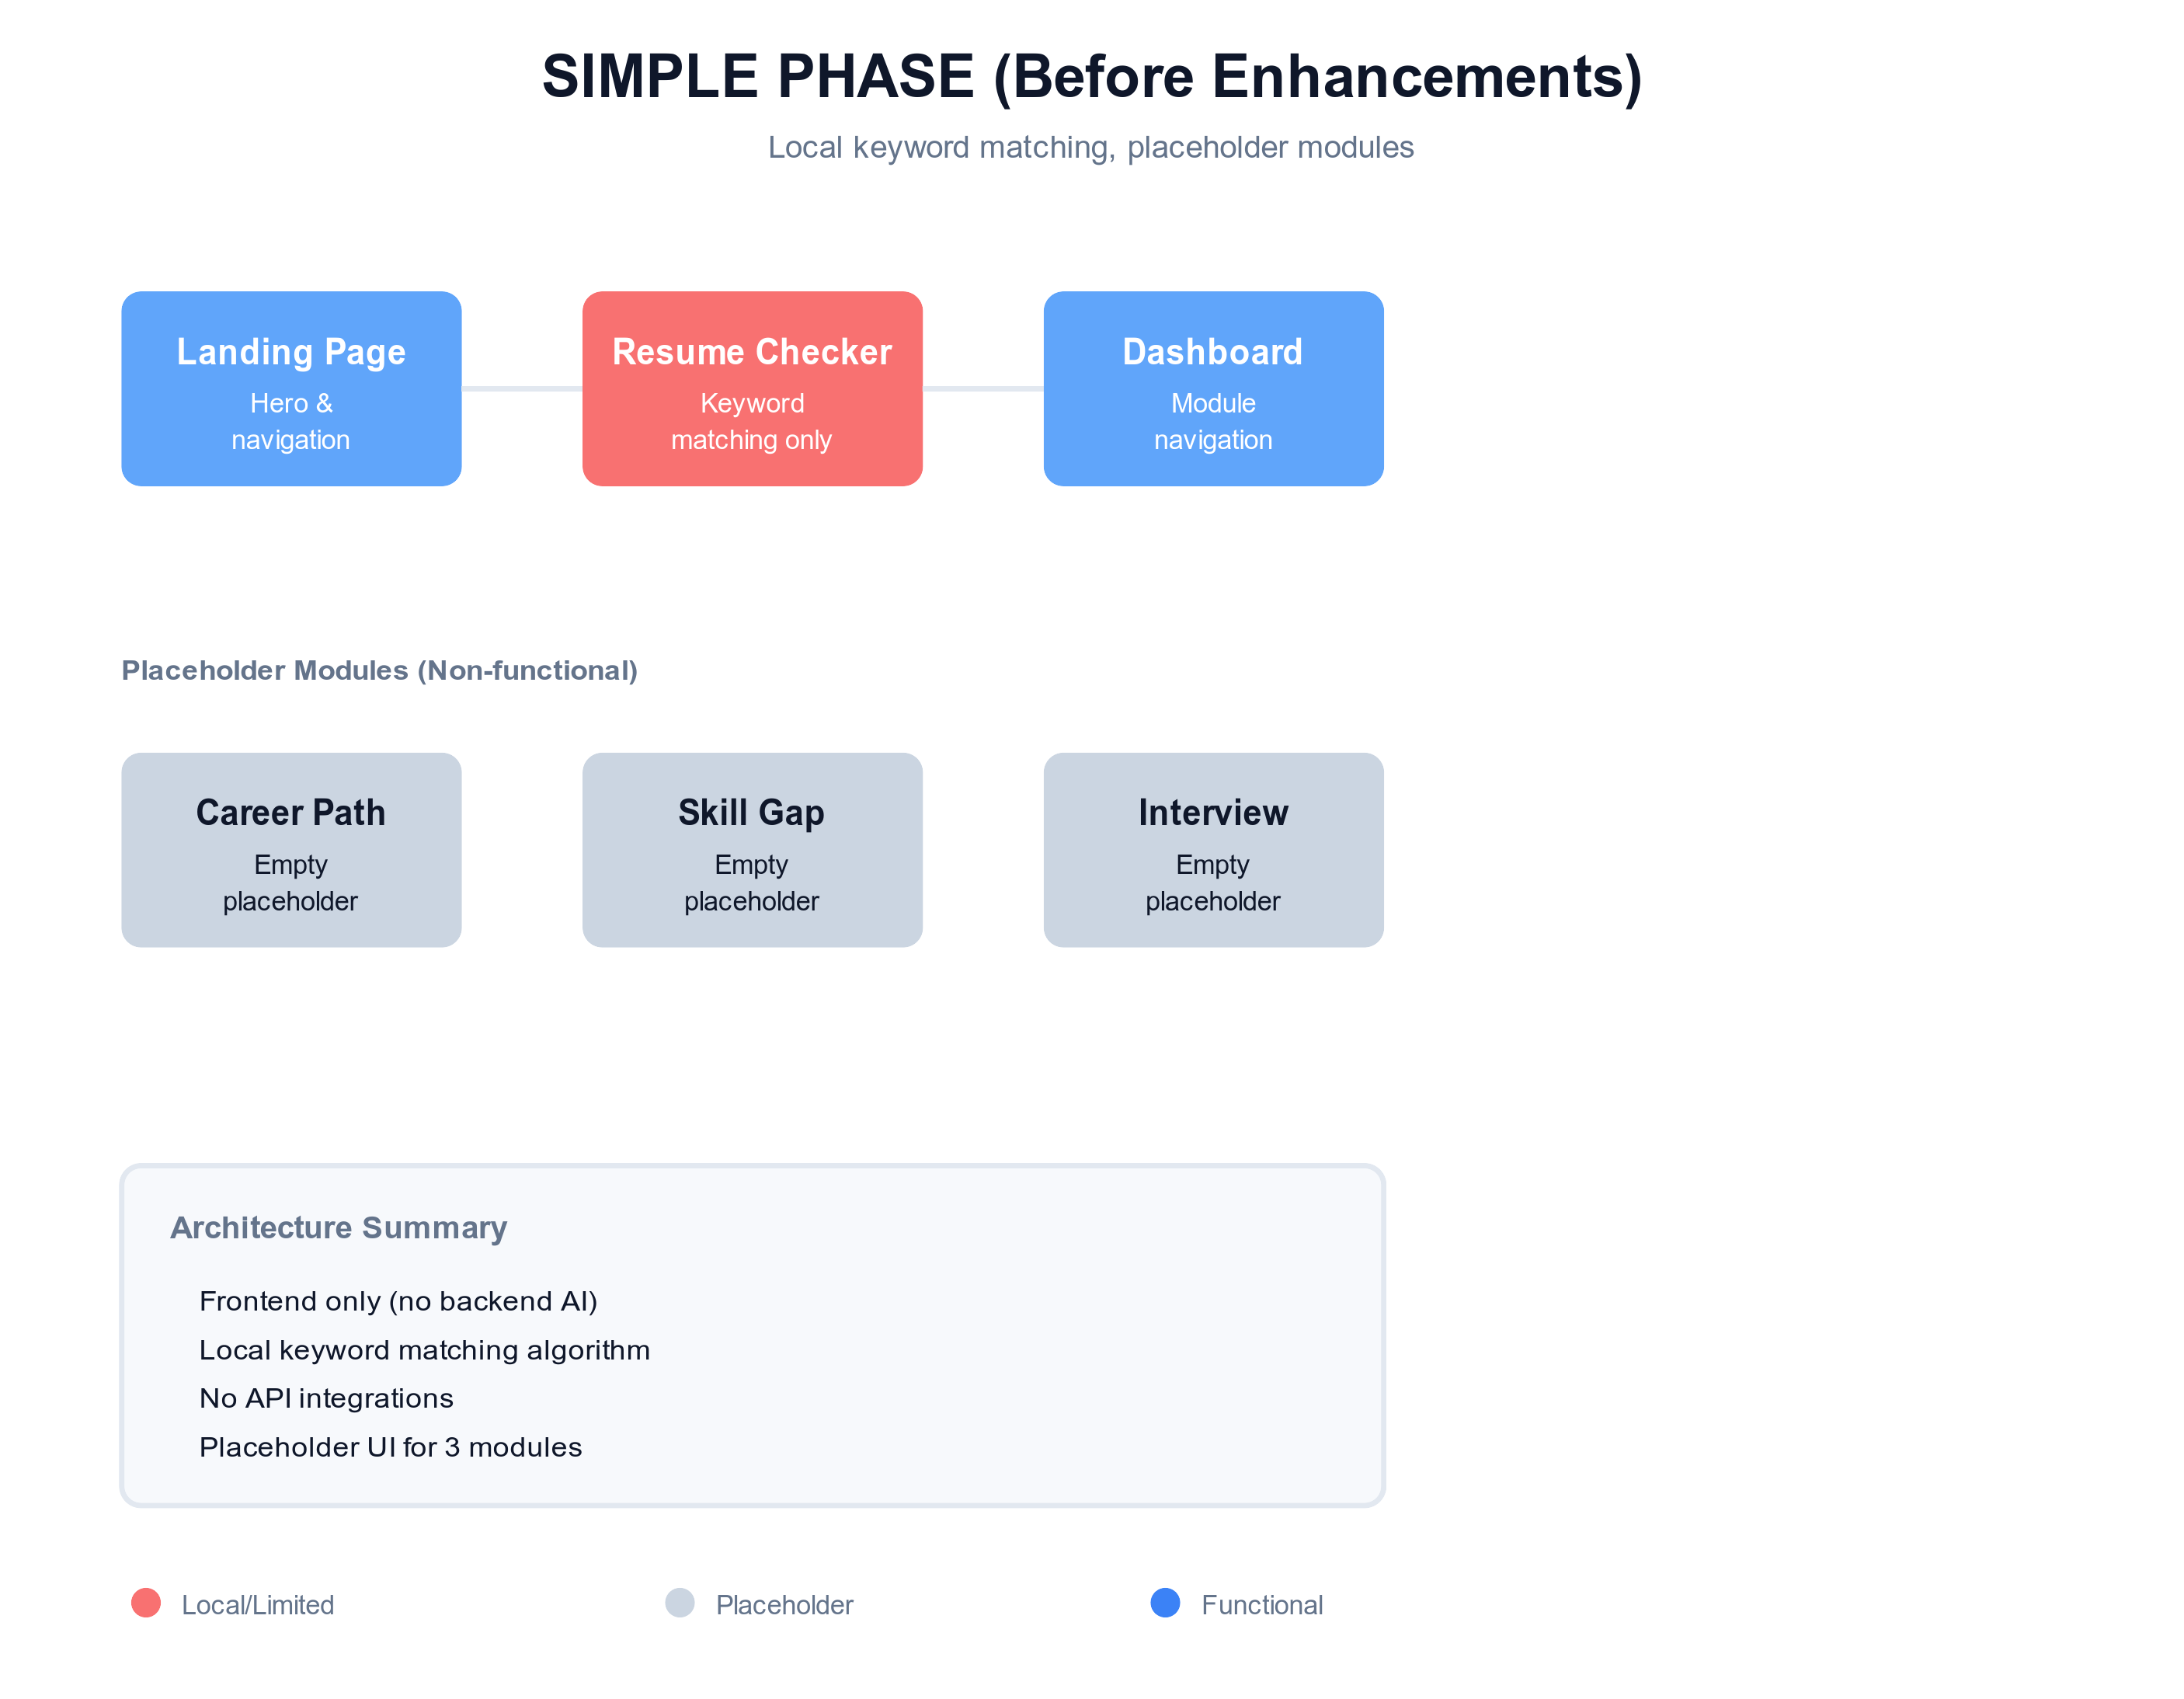 SIMPLE PHASE (Before Enhancements)
Local keyword matching, placeholder modules
Landing Page
Hero &
navigation
Resume Checker
Keyword
matching only
Dashboard
Module
navigation
Placeholder Modules (Non-functional)
Career Path
Empty
placeholder
Skill Gap
Empty
placeholder
Interview
Empty
placeholder
Architecture Summary
Frontend only (no backend AI)
Local keyword matching algorithm
No API integrations
Placeholder UI for 3 modules
Local/Limited
Placeholder
Functional